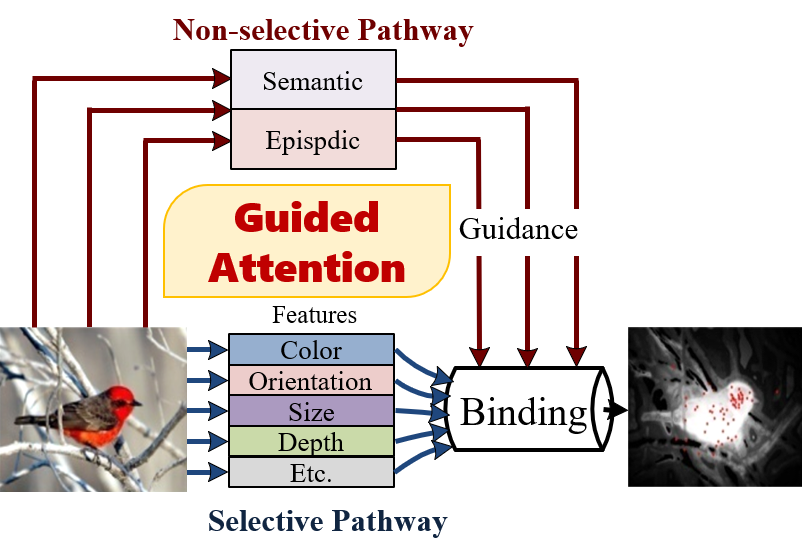 Non-selective Pathway
Semantic
Epispdic
Guided
Attention
Guidance
Features
Color
Orientation
Size
Depth
Etc.
Binding
Selective Pathway